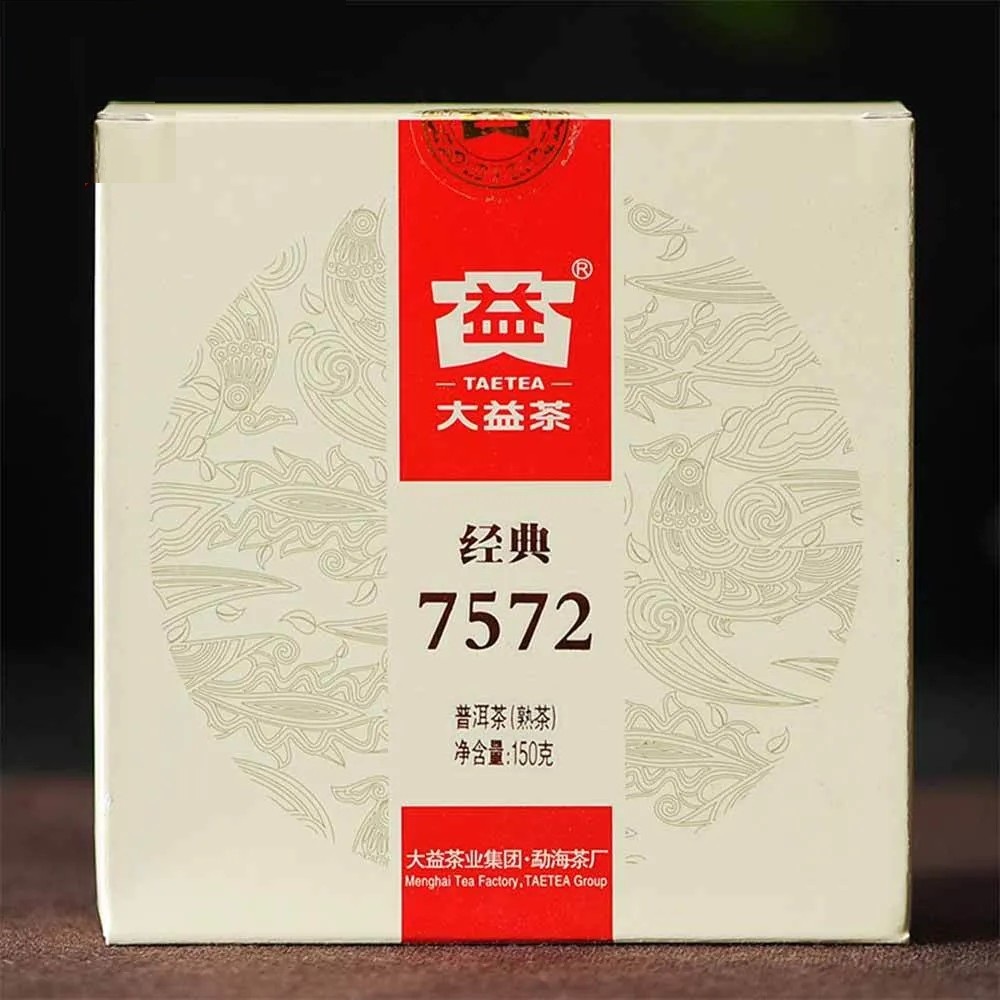 益
®
TAETEA
大益茶
经典
7572
普洱茶(熟茶)
净含量:150克
大益茶业集团·勐海茶厂
Menghai Tea Factory, TAETEA Group